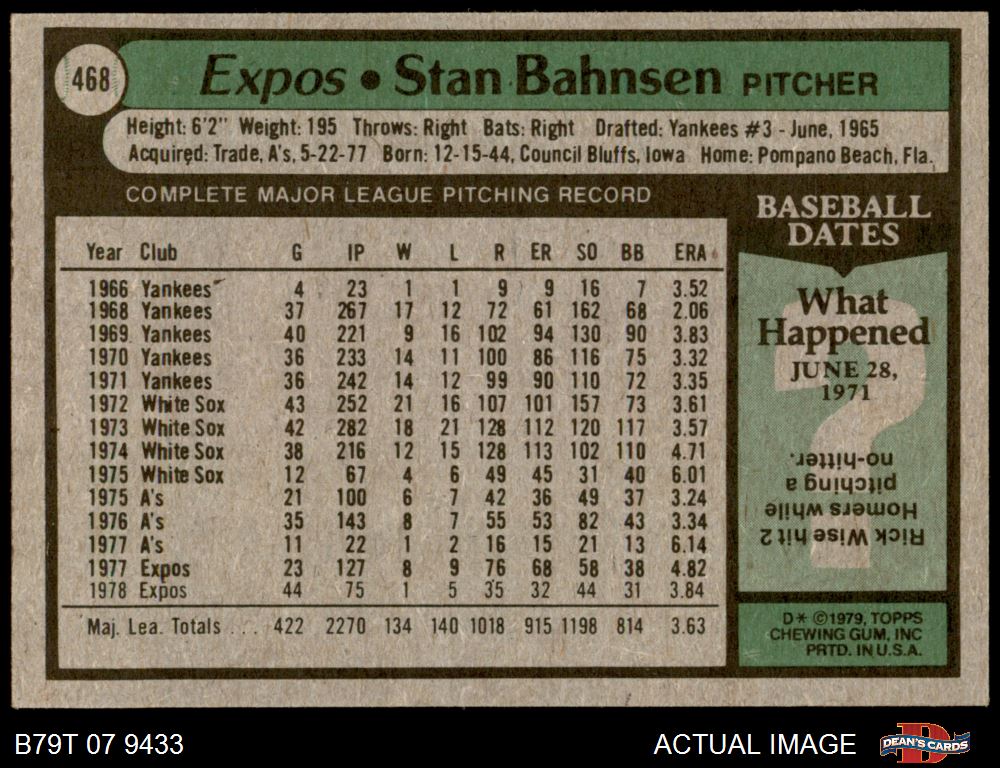 468
Expos • Stan Bahnsen PITCHER
Height: 6'2" Weight: 195 Throws: Right Bats: Right Drafted: Yankees #3 - June, 1965
Acquired: Trade, A's, 5-22-77 Born: 12-15-44, Council Bluffs, Iowa Home: Pompano Beach, Fla.
COMPLETE MAJOR LEAGUE PITCHING RECORD
Year Club G IP W L R ER SO BB ERA
1966 Yankees 4 23 1 1 9 9 16 7 3.52
1968 Yankees 37 267 17 12 72 61 162 68 2.06
1969 Yankees 40 221 9 16 102 94 130 90 3.83
1970 Yankees 36 233 14 11 100 86 116 75 3.32
1971 Yankees 36 242 14 12 99 90 110 72 3.35
1972 White Sox 43 252 21 16 107 101 157 73 3.61
1973 White Sox 42 282 18 21 128 112 120 117 3.57
1974 White Sox 38 216 12 15 128 113 102 110 4.71
1975 White Sox 12 67 4 6 49 45 31 40 6.01
1975 A's 21 100 6 7 42 36 49 37 3.24
1976 A's 35 143 8 7 55 53 82 43 3.34
1977 A's 11 22 1 2 16 15 21 13 6.14
1977 Expos 23 127 8 9 76 68 58 38 4.82
1978 Expos 44 75 1 5 35 32 44 31 3.84
Maj. Lea. Totals . . . 422 2270 134 140 1018 915 1198 814 3.63
BASEBALL
DATES
What
Happened
JUNE 28,
1971
?
Rick Wise hit 2
Homers while
pitching a
no-hitter.
D* ©1979, TOPPS
CHEWING GUM, INC
PRTD. IN U.S.A.
B79T 07 9433
ACTUAL IMAGE
D
DEAN'S CARDS